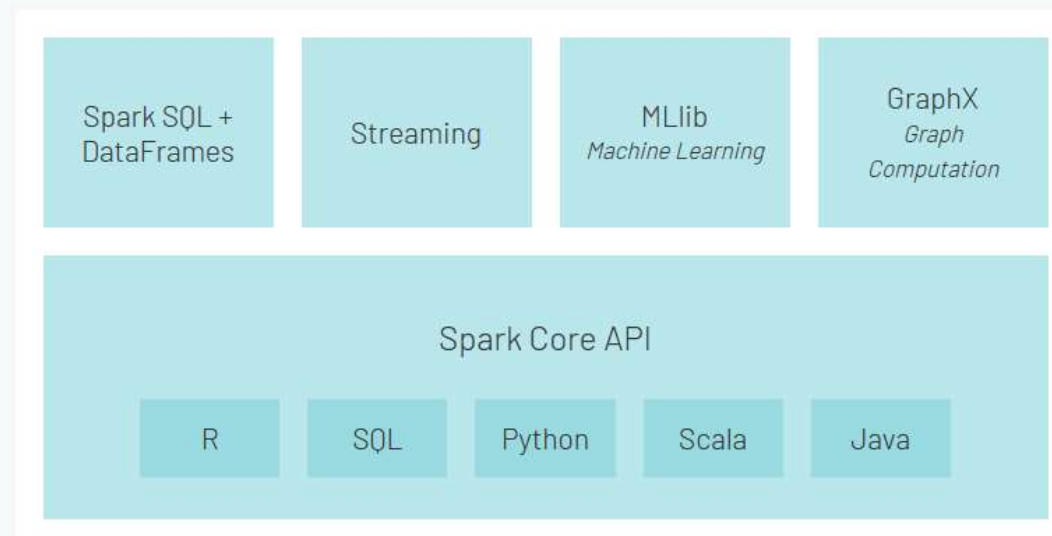 Spark SQL +
DataFrames
Streaming
MLlib
Machine Learning
GraphX
Graph
Computation
Spark Core API
R
SQL
Python
Scala
Java